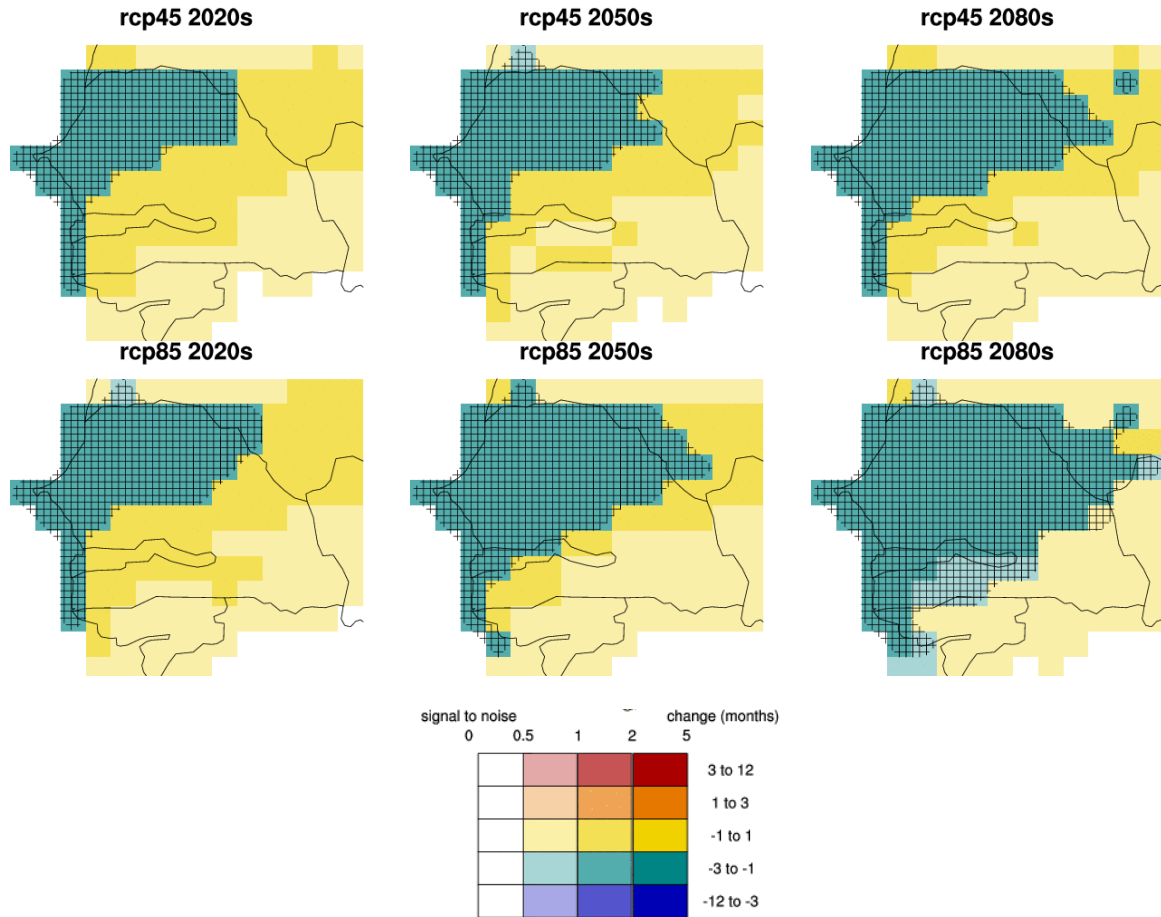 rcp45 2020s rcp45 2050s rcp45 2080s
rcp85 2020s rcp85 2050s rcp85 2080s
signal to noise change (months)
0 0.5 1 2 5
3 to 12
1 to 3
-1 to 1
-3 to -1
-12 to -3